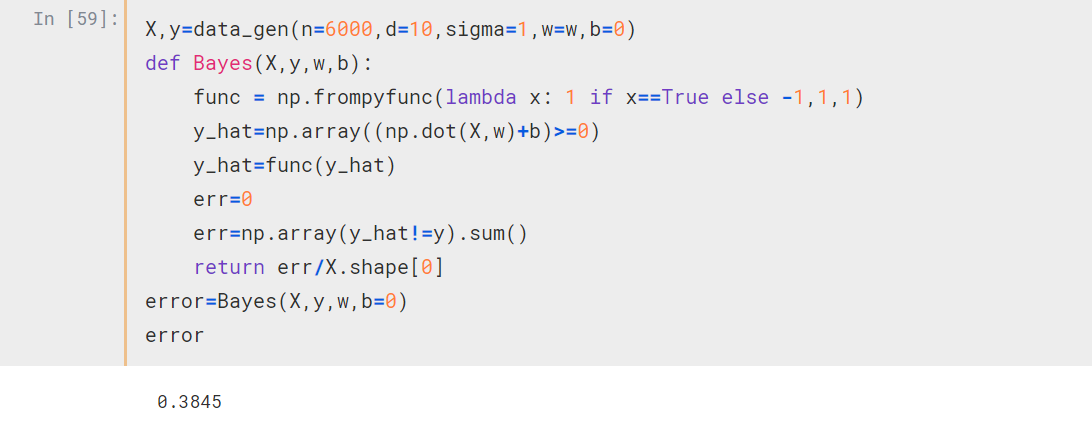 In [59]:
X,y=data_gen(n=6000,d=10,sigma=1,w=w,b=0)
def Bayes(X,y,w,b):
    func = np.frompyfunc(lambda x: 1 if x==True else -1,1,1)
    y_hat=np.array((np.dot(X,w)+b)>=0)
    y_hat=func(y_hat)
    err=0
    err=np.array(y_hat!=y).sum()
    return err/X.shape[0]
error=Bayes(X,y,w,b=0)
error
0.3845